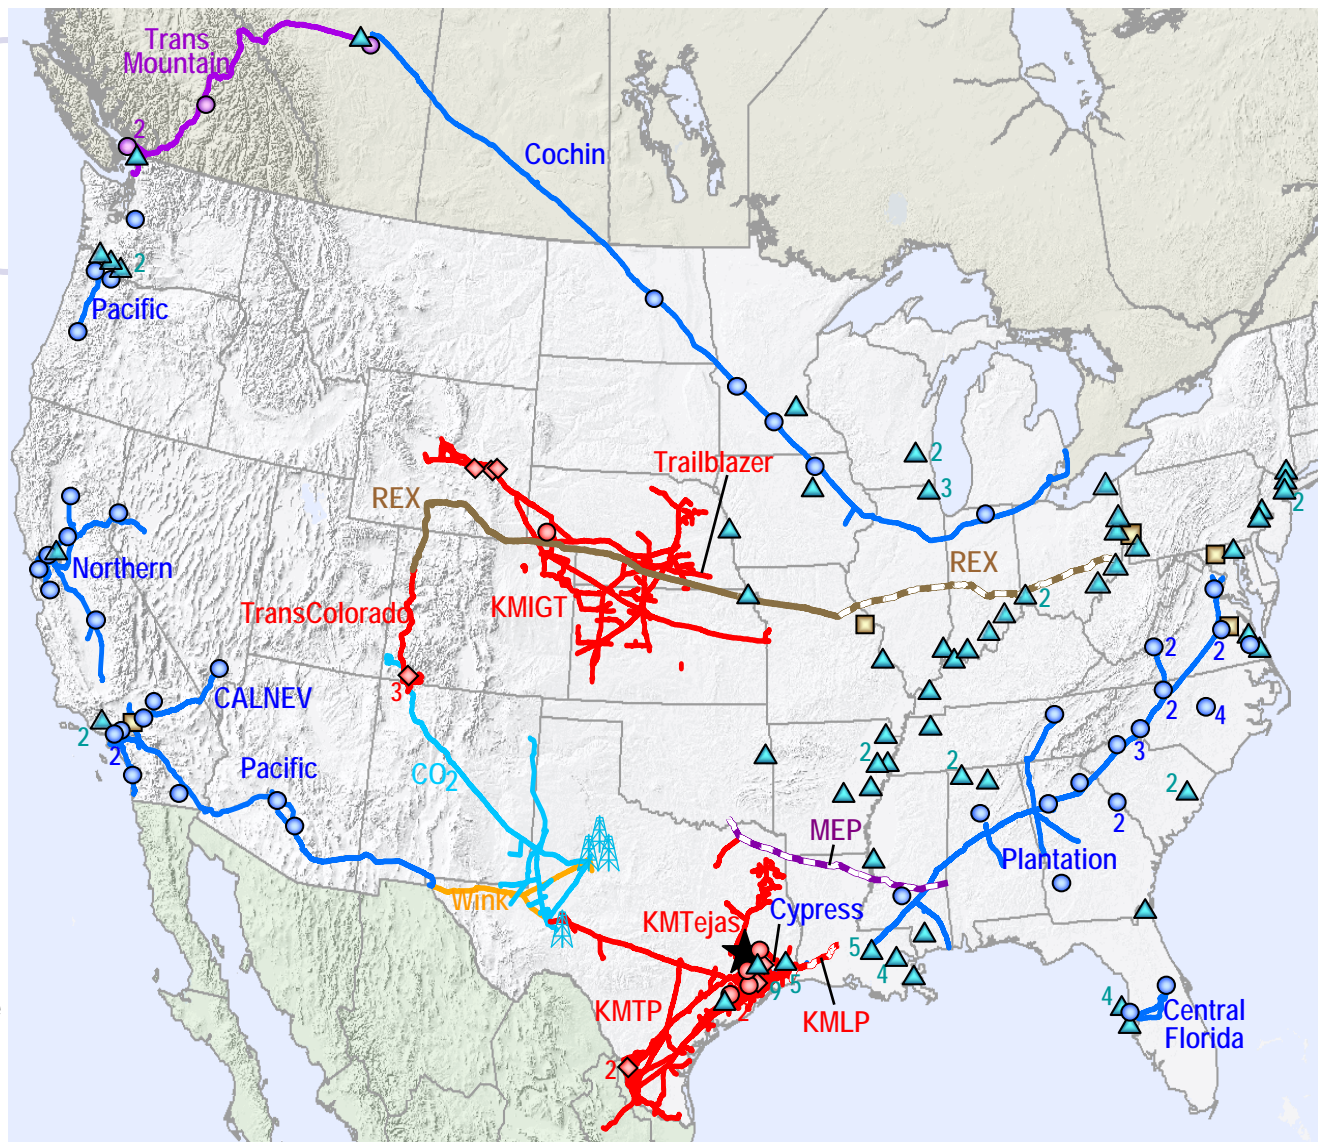 Trans
Mountain
2
Cochin
2
Pacific
2
3
2
Trailblazer
REX
REX
Northern
TransColorado
KMIGT
2
2
2
3
CALNEV
2
4
2
2
3
CO2
2
2
Pacific
2
2
MEP
Plantation
Wink
Cypress
KMTejas
5
4
9
5
KMTP
2
KMLP
4
Central
Florida
2